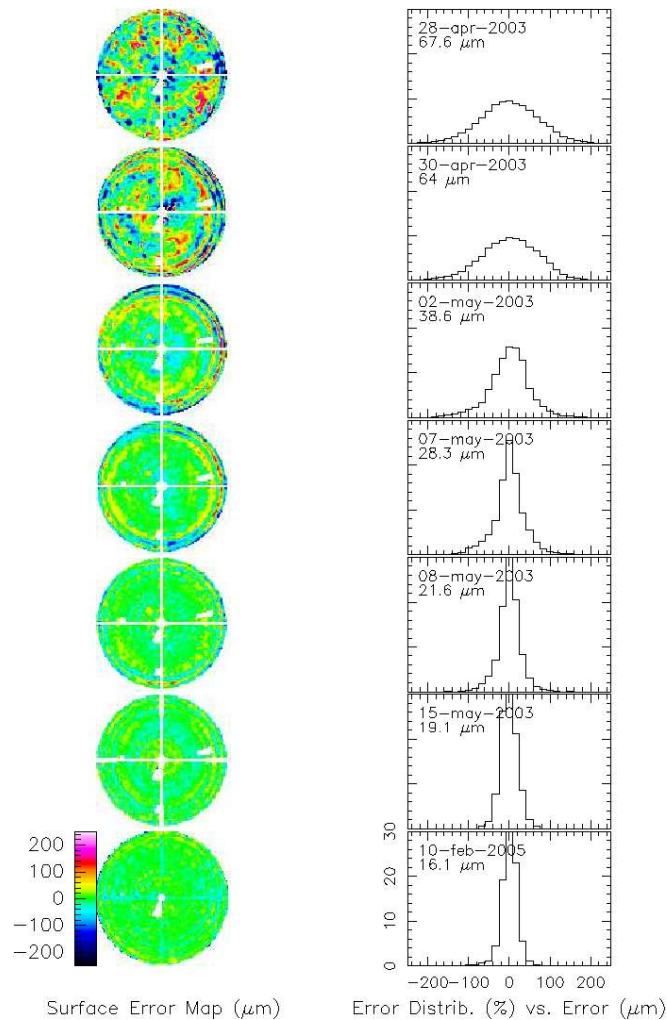 28-apr-2003
67.6 μm
30-apr-2003
64 μm
02-may-2003
38.6 μm
07-may-2003
28.3 μm
08-may-2003
21.6 μm
15-may-2003
19.1 μm
200
100
0
-100
-200
30
20
10
0
10-feb-2005
16.1 μm
-200 -100 0 100 200
Surface Error Map (μm)
Error Distrib. (%) vs. Error (μm)